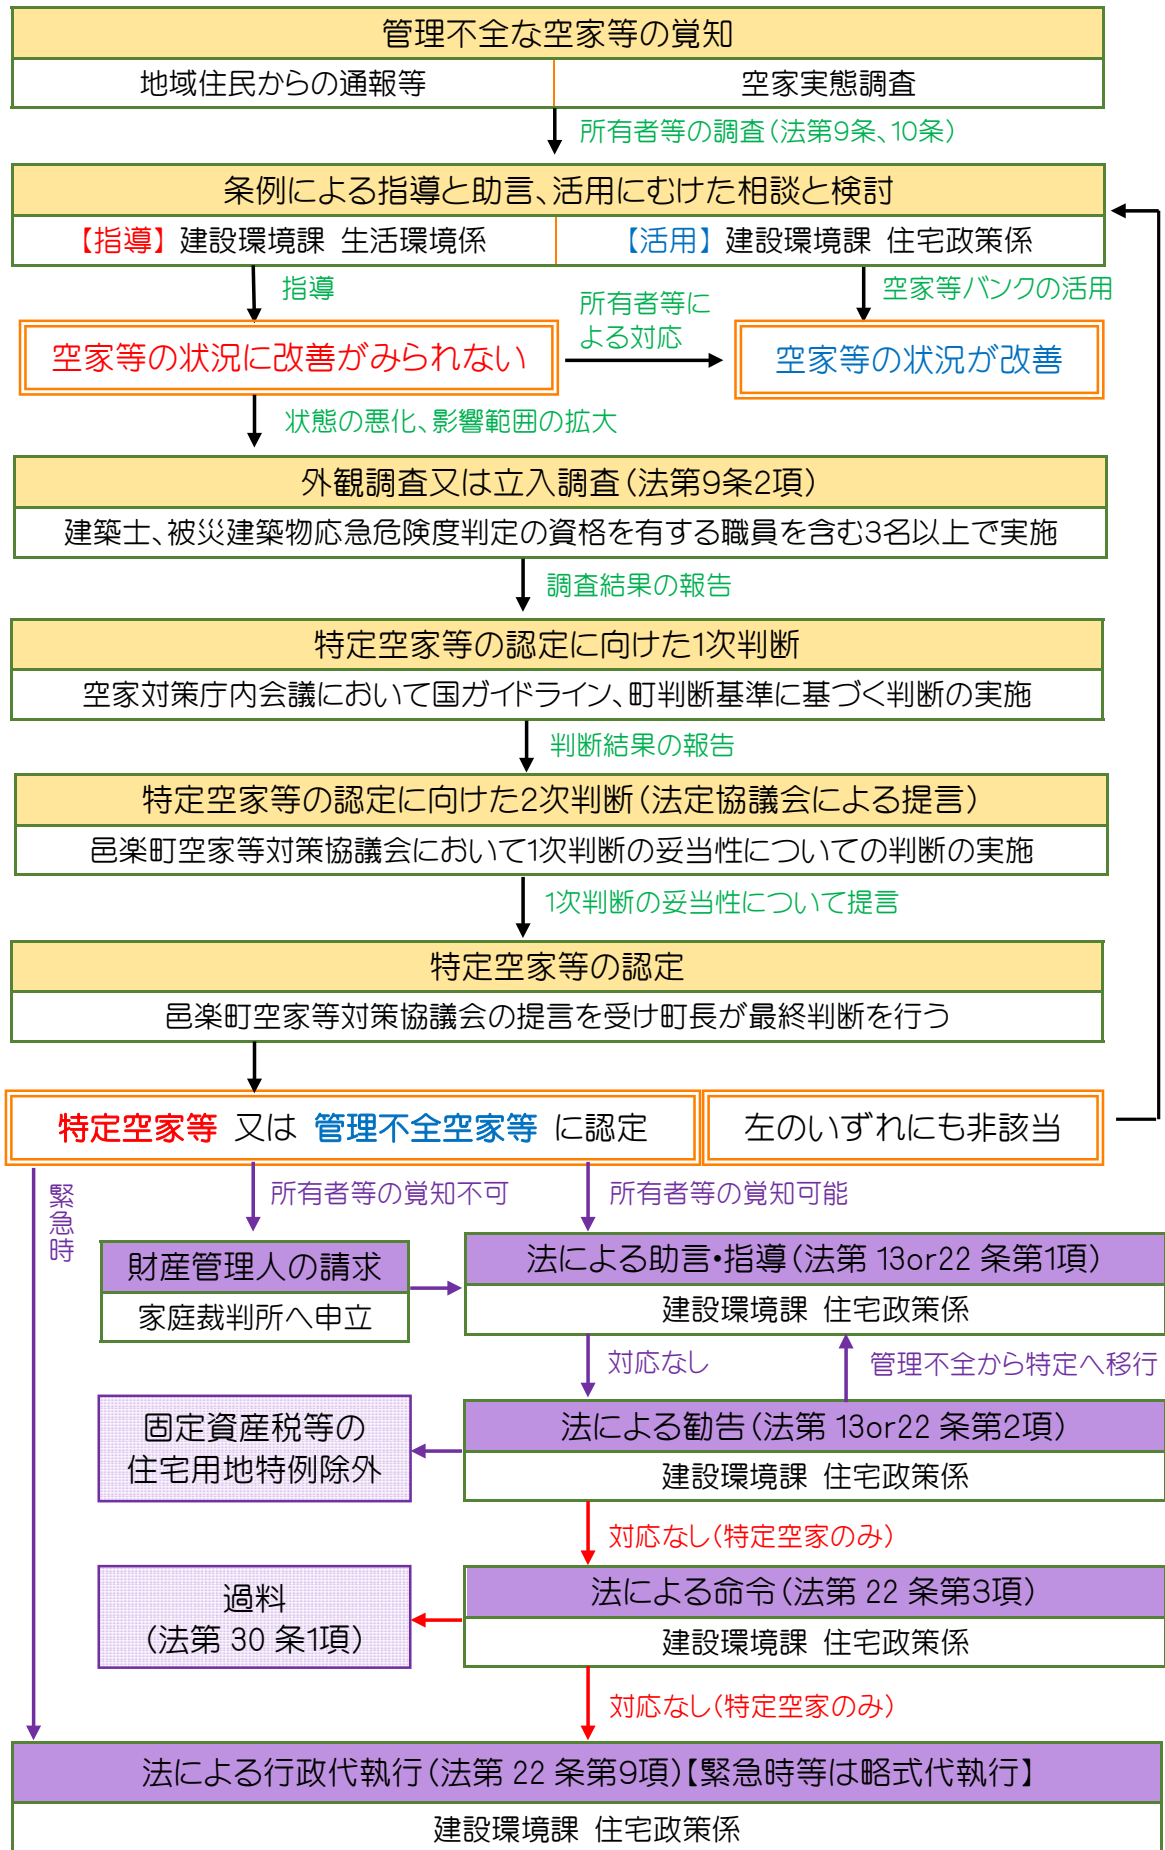 管理不全な空家等の覚知
地域住民からの通報等
空家実態調査
所有者等の調査(法第9条、10条)
条例による指導と助言、活用にむけた相談と検討
【指導】 建設環境課 生活環境係
【活用】 建設環境課 住宅政策係
指導
所有者等に
よる対応
空家等バンクの活用
空家等の状況に改善がみられない
空家等の状況が改善
状態の悪化、影響範囲の拡大
外観調査又は立入調査(法第9条2項)
建築士、被災建築物応急危険度判定の資格を有する職員を含む3名以上で実施
調査結果の報告
特定空家等の認定に向けた1次判断
空家対策庁内会議において国ガイドライン、町判断基準に基づく判断の実施
判断結果の報告
特定空家等の認定に向けた2次判断(法定協議会による提言)
邑楽町空家等対策協議会において1次判断の妥当性についての判断の実施
1次判断の妥当性について提言
特定空家等の認定
邑楽町空家等対策協議会の提言を受け町長が最終判断を行う
特定空家等 又は 管理不全空家等 に認定
左のいずれにも非該当
緊急時
所有者等の覚知不可
所有者等の覚知可能
財産管理人の請求
家庭裁判所へ申立
法による助言・指導(法第 13or22 条第1項)
建設環境課 住宅政策係
対応なし
管理不全から特定へ移行
固定資産税等の
住宅用地特例除外
法による勧告(法第 13or22 条第2項)
建設環境課 住宅政策係
対応なし(特定空家のみ)
過料
(法第 30 条1項)
法による命令(法第 22 条第3項)
建設環境課 住宅政策係
対応なし(特定空家のみ)
法による行政代執行(法第 22 条第9項)【緊急時等は略式代執行】
建設環境課 住宅政策係